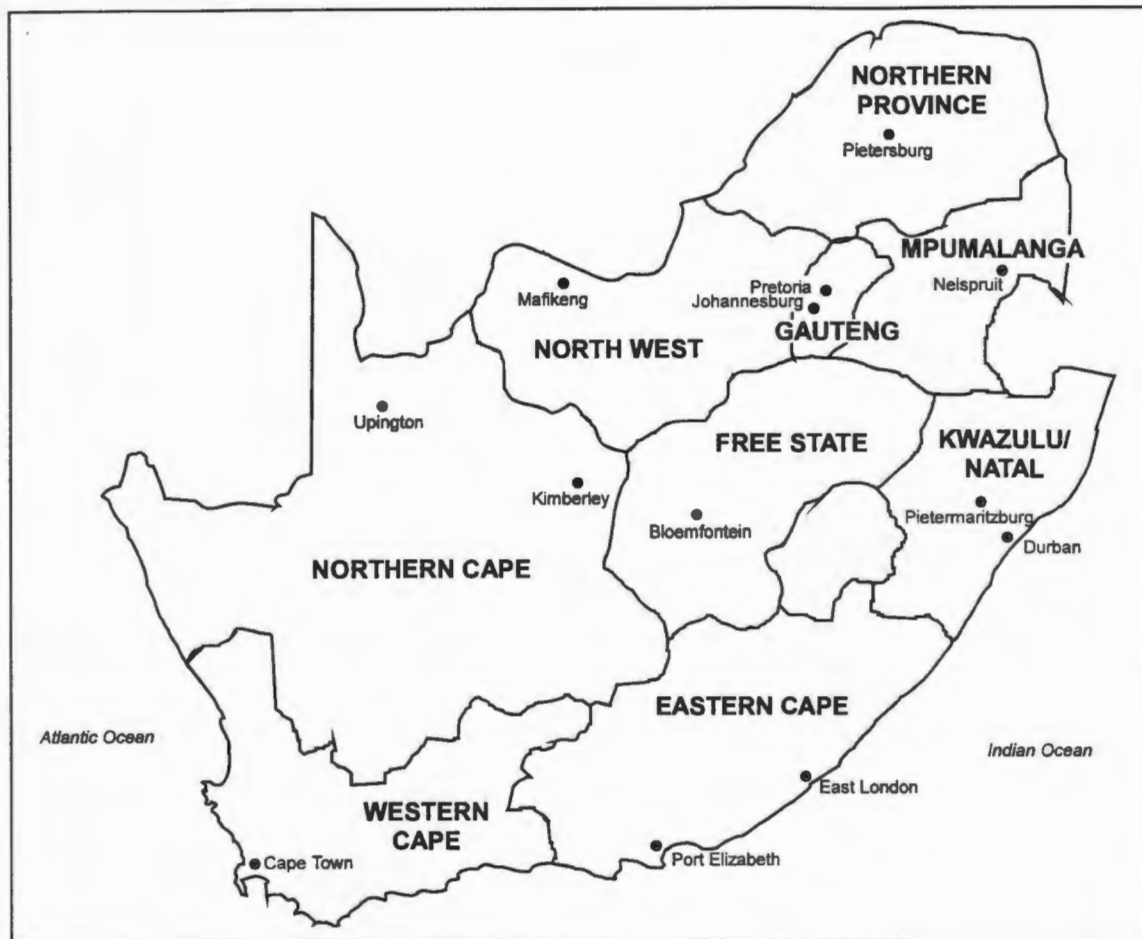 NORTHERN
PROVINCE
Pietersburg
MPUMALANGA
Nelspruit
Mafikeng
Pretoria
Johannesburg
GAUTENG
NORTH WEST
Upington
FREE STATE
KWAZULU/
NATAL
Kimberley
Bloemfontein
Pietermaritzburg
Durban
NORTHERN CAPE
EASTERN CAPE
Atlantic Ocean
Indian Ocean
East London
WESTERN
CAPE
Cape Town
Port Elizabeth